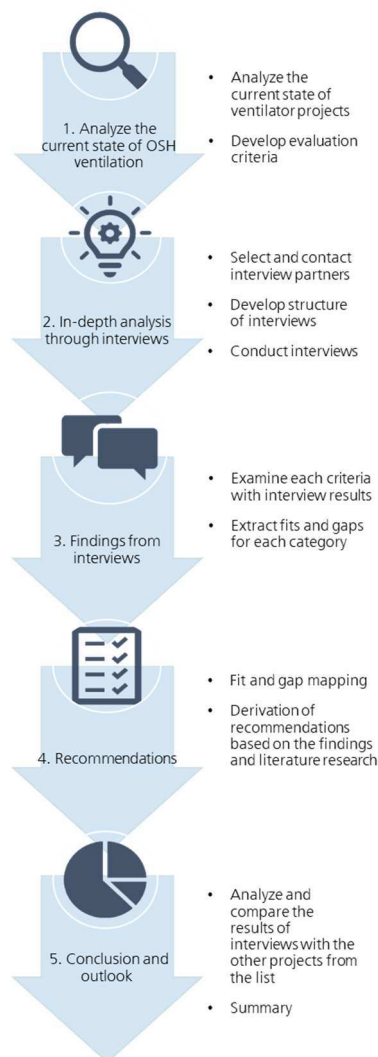 1. Analyze the
current state of OSH
ventilation
• Analyze the
current state of
ventilator projects
• Develop evaluation
criteria
2. In-depth analysis
through interviews
• Select and contact
interview partners
• Develop structure
of interviews
• Conduct interviews
3. Findings from
interviews
• Examine each criteria
with interview results
• Extract fits and gaps
for each category
4. Recommendations
• Fit and gap mapping
• Derivation of
recommendations
based on the findings
and literature research
5. Conclusion and
outlook
• Analyze and
compare the
results of
interviews with the
other projects from
the list
• Summary